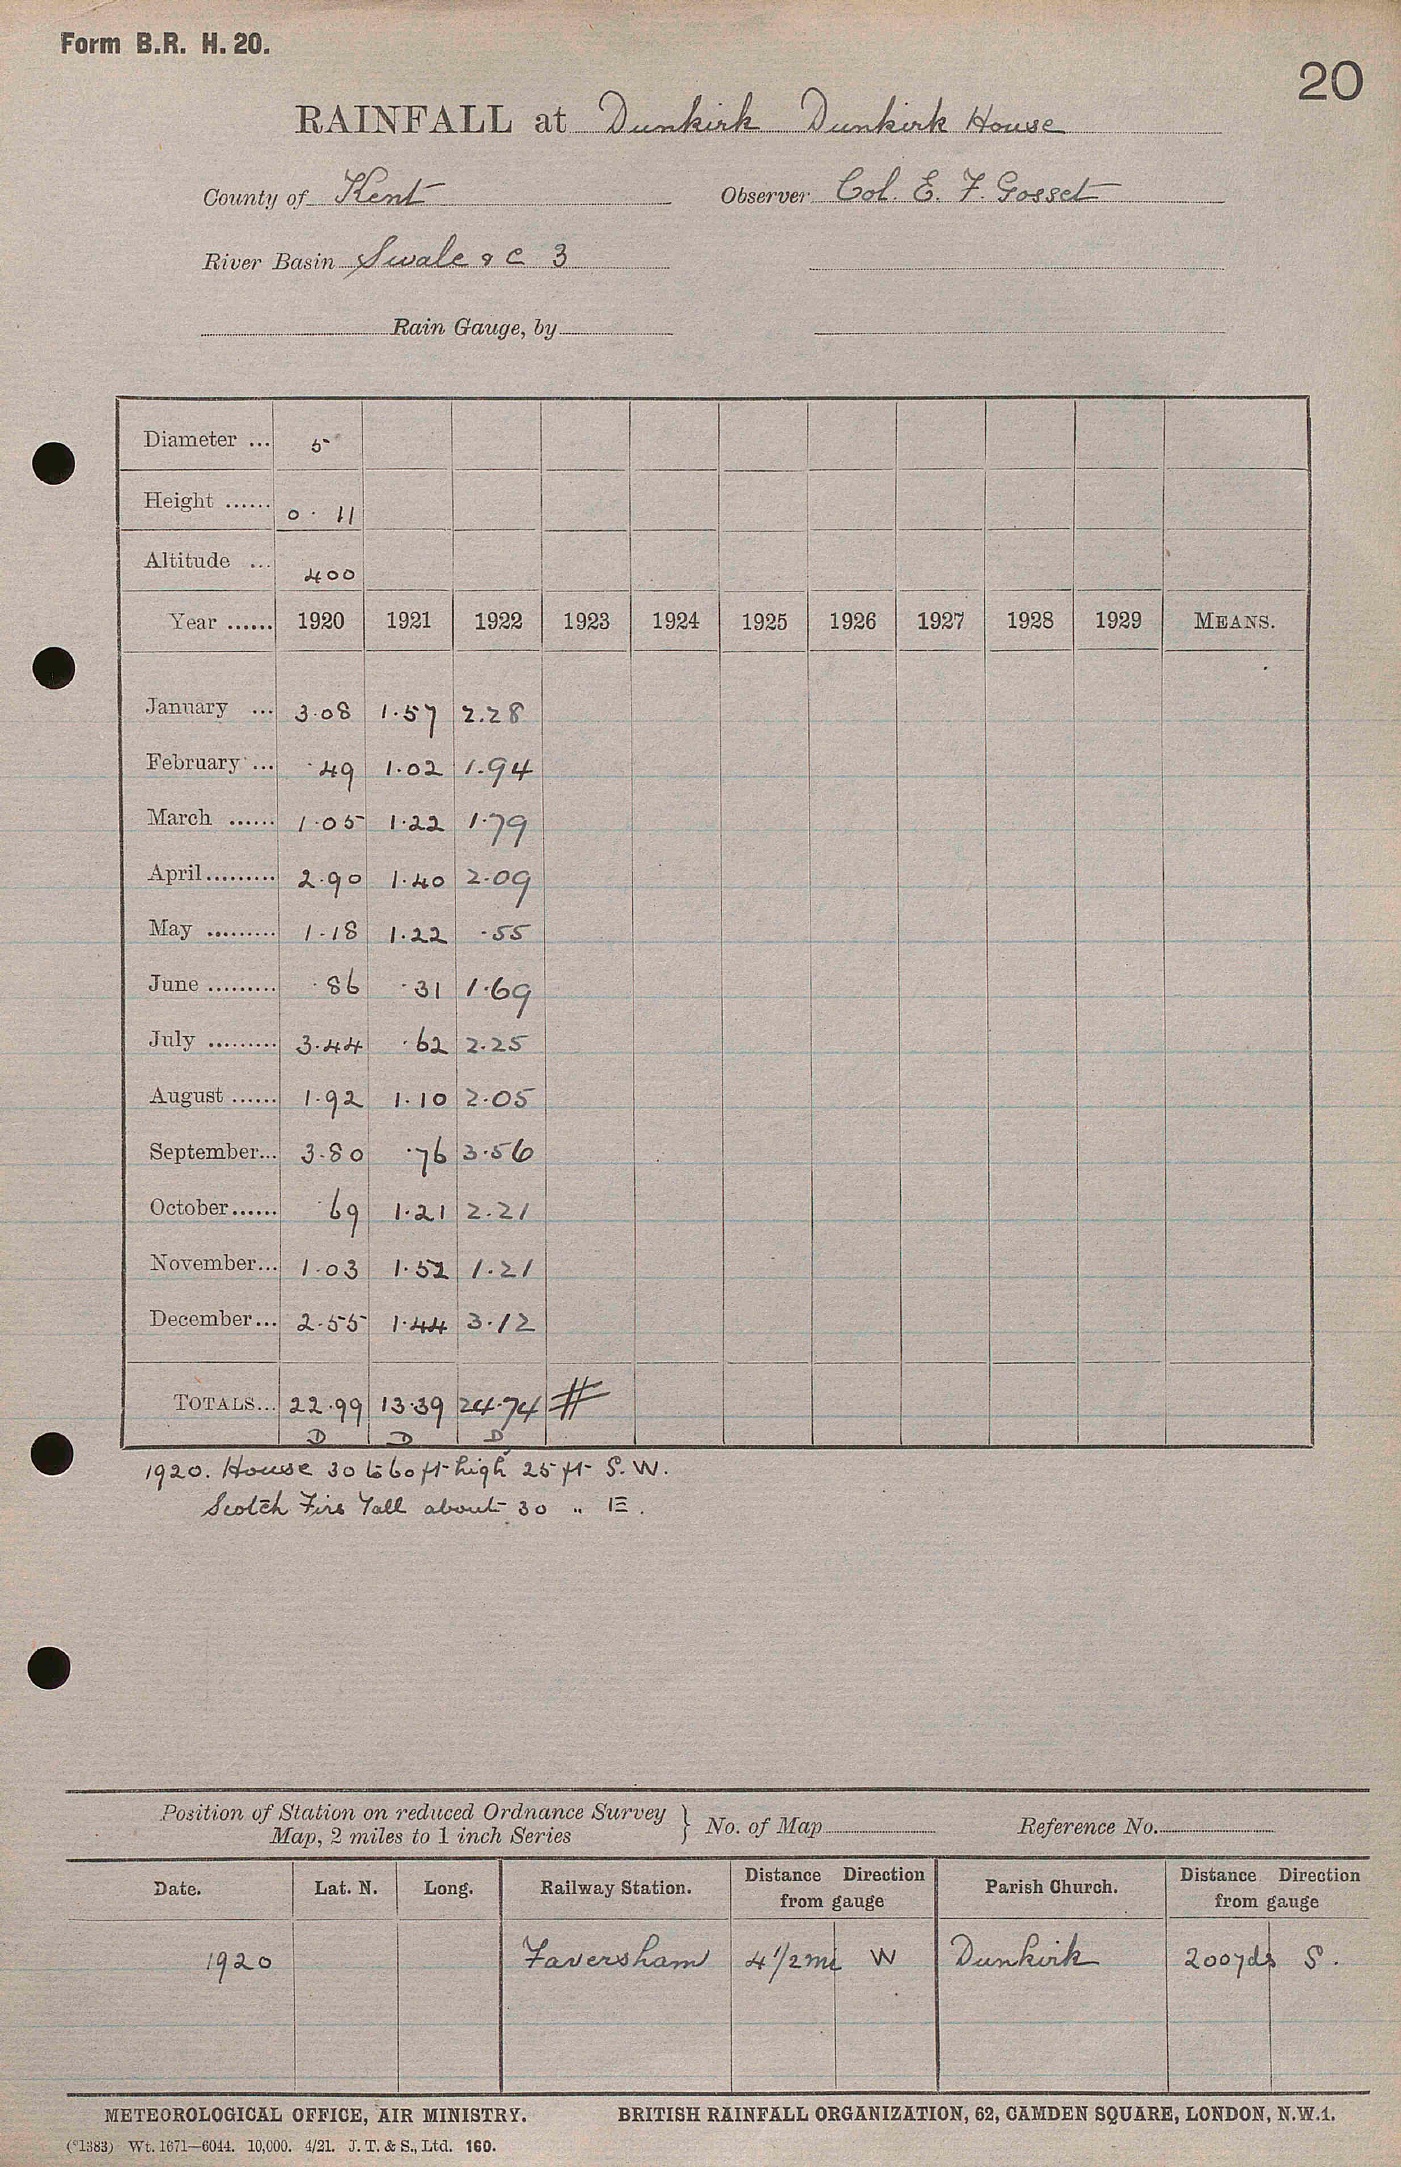 Form B.R. H. 20.
20
RAINFALL at Dunkirk Dunkirk House
County of Kent Observer Col. E. F. Gosset
River Basin Swale & C 3
Rain Gauge, by
Diameter ... 5
Height ...... 0 · 11
Altitude ... 400
Year ...... 1920 1921 1922 1923 1924 1925 1926 1927 1928 1929 MEANS.
January ... 3·08 1·57 2.28
February ... ·49 1·02 1.94
March ...... 1·05 1·22 1·79
April ......... 2·90 1·40 2·09
May ......... 1·18 1·22 ·55
June ......... ·86 ·31 1·69
July ......... 3·44 ·62 2.25
August ...... 1·92 1·10 2·05
September... 3·80 ·76 3·56
October...... ·69 1·21 2·21
November... 1·03 1·52 1·21
December... 2·55 1·44 3·12
TOTALS... 22·99 13·39 24·74 #
D D D
1920. House 30 to 60 ft high 25 ft S.W.
Scotch Firs Tall about 30 " E.
Position of Station on reduced Ordnance Survey
Map, 2 miles to 1 inch Series } No. of Map Reference No.
Date. Lat. N. Long. Railway Station. Distance Direction from gauge Parish Church. Distance Direction from gauge
1920 Faversham 4 1/2 mi W Dunkirk 200 yds S.
METEOROLOGICAL OFFICE, AIR MINISTRY. BRITISH RAINFALL ORGANIZATION, 62, CAMDEN SQUARE, LONDON, N.W.1.
(*1383) Wt. 1671—6044. 10,000. 4/21. J. T. & S., Ltd. 160.